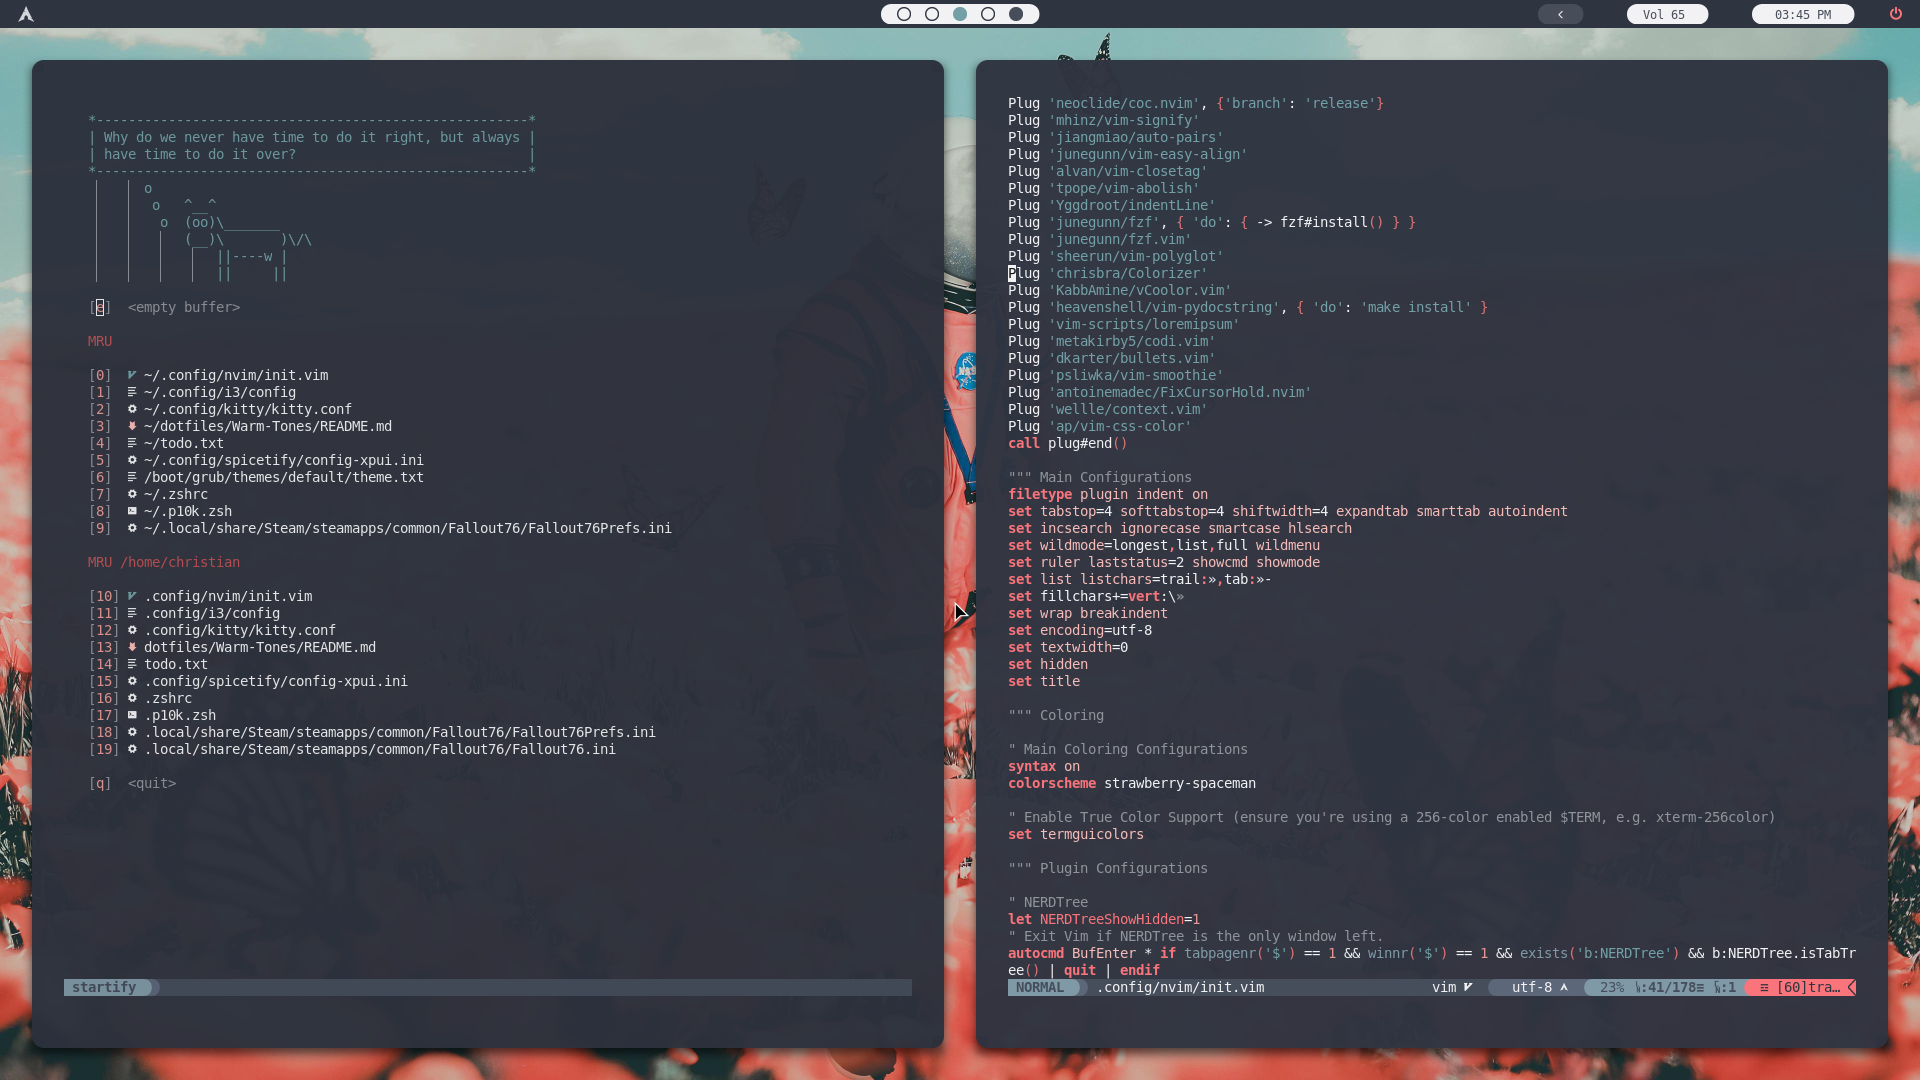 Vol 65
03:45 PM
*------------------------------------------------------*
| Why do we never have time to do it right, but always |
| have time to do it over?                             |
*------------------------------------------------------*
o
o   ^__^
o  (oo)\_______
(__)\       )\/\
||----w |
||     ||
[e]  <empty buffer>
MRU
[0]  ~/.config/nvim/init.vim
[1]  ~/.config/i3/config
[2]  ~/.config/kitty/kitty.conf
[3]  ~/dotfiles/Warm-Tones/README.md
[4]  ~/todo.txt
[5]  ~/.config/spicetify/config-xpui.ini
[6]  /boot/grub/themes/default/theme.txt
[7]  ~/.zshrc
[8]  ~/.p10k.zsh
[9]  ~/.local/share/Steam/steamapps/common/Fallout76/Fallout76Prefs.ini
MRU /home/christian
[10] .config/nvim/init.vim
[11] .config/i3/config
[12] .config/kitty/kitty.conf
[13] dotfiles/Warm-Tones/README.md
[14] todo.txt
[15] .config/spicetify/config-xpui.ini
[16] .zshrc
[17] .p10k.zsh
[18] .local/share/Steam/steamapps/common/Fallout76/Fallout76Prefs.ini
[19] .local/share/Steam/steamapps/common/Fallout76/Fallout76.ini
[q]  <quit>
startify
Plug 'neoclide/coc.nvim', {'branch': 'release'}
Plug 'mhinz/vim-signify'
Plug 'jiangmiao/auto-pairs'
Plug 'junegunn/vim-easy-align'
Plug 'alvan/vim-closetag'
Plug 'tpope/vim-abolish'
Plug 'Yggdroot/indentLine'
Plug 'junegunn/fzf', { 'do': { -> fzf#install() } }
Plug 'junegunn/fzf.vim'
Plug 'sheerun/vim-polyglot'
Plug 'chrisbra/Colorizer'
Plug 'KabbAmine/vCoolor.vim'
Plug 'heavenshell/vim-pydocstring', { 'do': 'make install' }
Plug 'vim-scripts/loremipsum'
Plug 'metakirby5/codi.vim'
Plug 'dkarter/bullets.vim'
Plug 'psliwka/vim-smoothie'
Plug 'antoinemadec/FixCursorHold.nvim'
Plug 'wellle/context.vim'
Plug 'ap/vim-css-color'
call plug#end()
""" Main Configurations
filetype plugin indent on
set tabstop=4 softtabstop=4 shiftwidth=4 expandtab smarttab autoindent
set incsearch ignorecase smartcase hlsearch
set wildmode=longest,list,full wildmenu
set ruler laststatus=2 showcmd showmode
set list listchars=trail:»,tab:»-
set fillchars+=vert:\»
set wrap breakindent
set encoding=utf-8
set textwidth=0
set hidden
set title
""" Coloring
" Main Coloring Configurations
syntax on
colorscheme strawberry-spaceman
" Enable True Color Support (ensure you're using a 256-color enabled $TERM, e.g. xterm-256color)
set termguicolors
""" Plugin Configurations
" NERDTree
let NERDTreeShowHidden=1
" Exit Vim if NERDTree is the only window left.
autocmd BufEnter * if tabpagenr('$') == 1 && winnr('$') == 1 && exists('b:NERDTree') && b:NERDTree.isTabTr
ee() | quit | endif
NORMAL .config/nvim/init.vim vim utf-8 23% :41/178≡ :1 [60]tra…